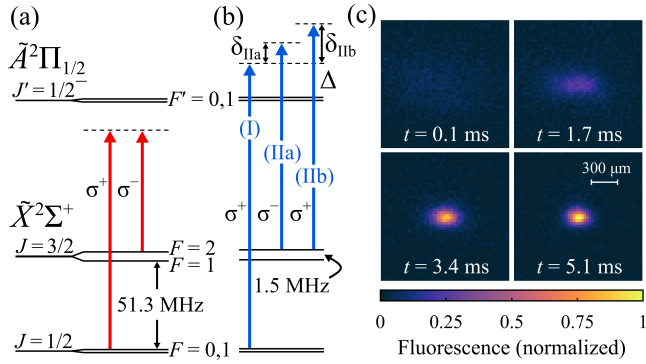 (a)
(b)
(c)
Ã²Π₁/₂
J′ = 1/2⁻
F′ = 0,1
δIIa
δIIb
Δ
(I)
(IIa)
(IIb)
σ⁺
σ⁻
σ⁺
σ⁻
σ⁺
X̃²Σ⁺
J = 3/2
F = 2
F = 1
51.3 MHz
1.5 MHz
J = 1/2
F = 0,1
t = 0.1 ms
t = 1.7 ms
300 µm
t = 3.4 ms
t = 5.1 ms
0
0.25
0.5
0.75
1
Fluorescence (normalized)